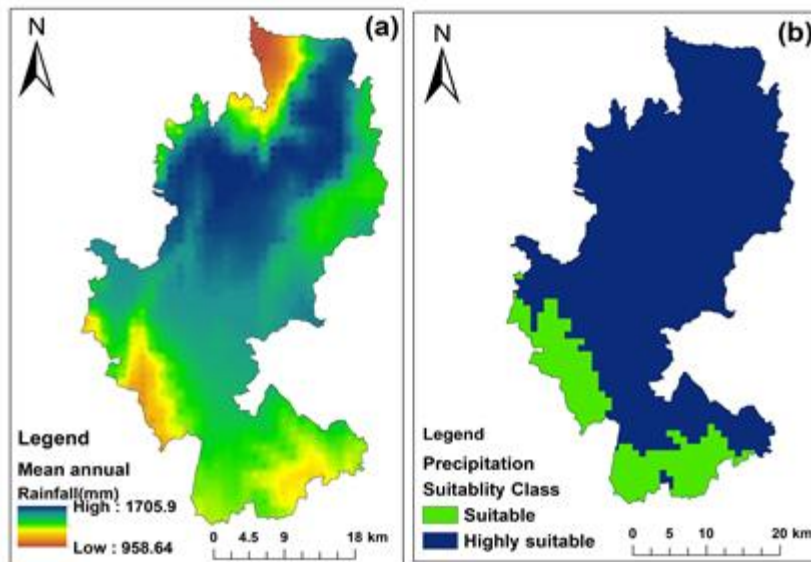 N
(a)
Legend
Mean annual
Rainfall(mm)
High : 1705.9
Low : 958.64
0 4.5 9 18 km
N
(b)
Legend
Precipitation
Suitablity Class
Suitable
Highly suitable
0 5 10 20 km